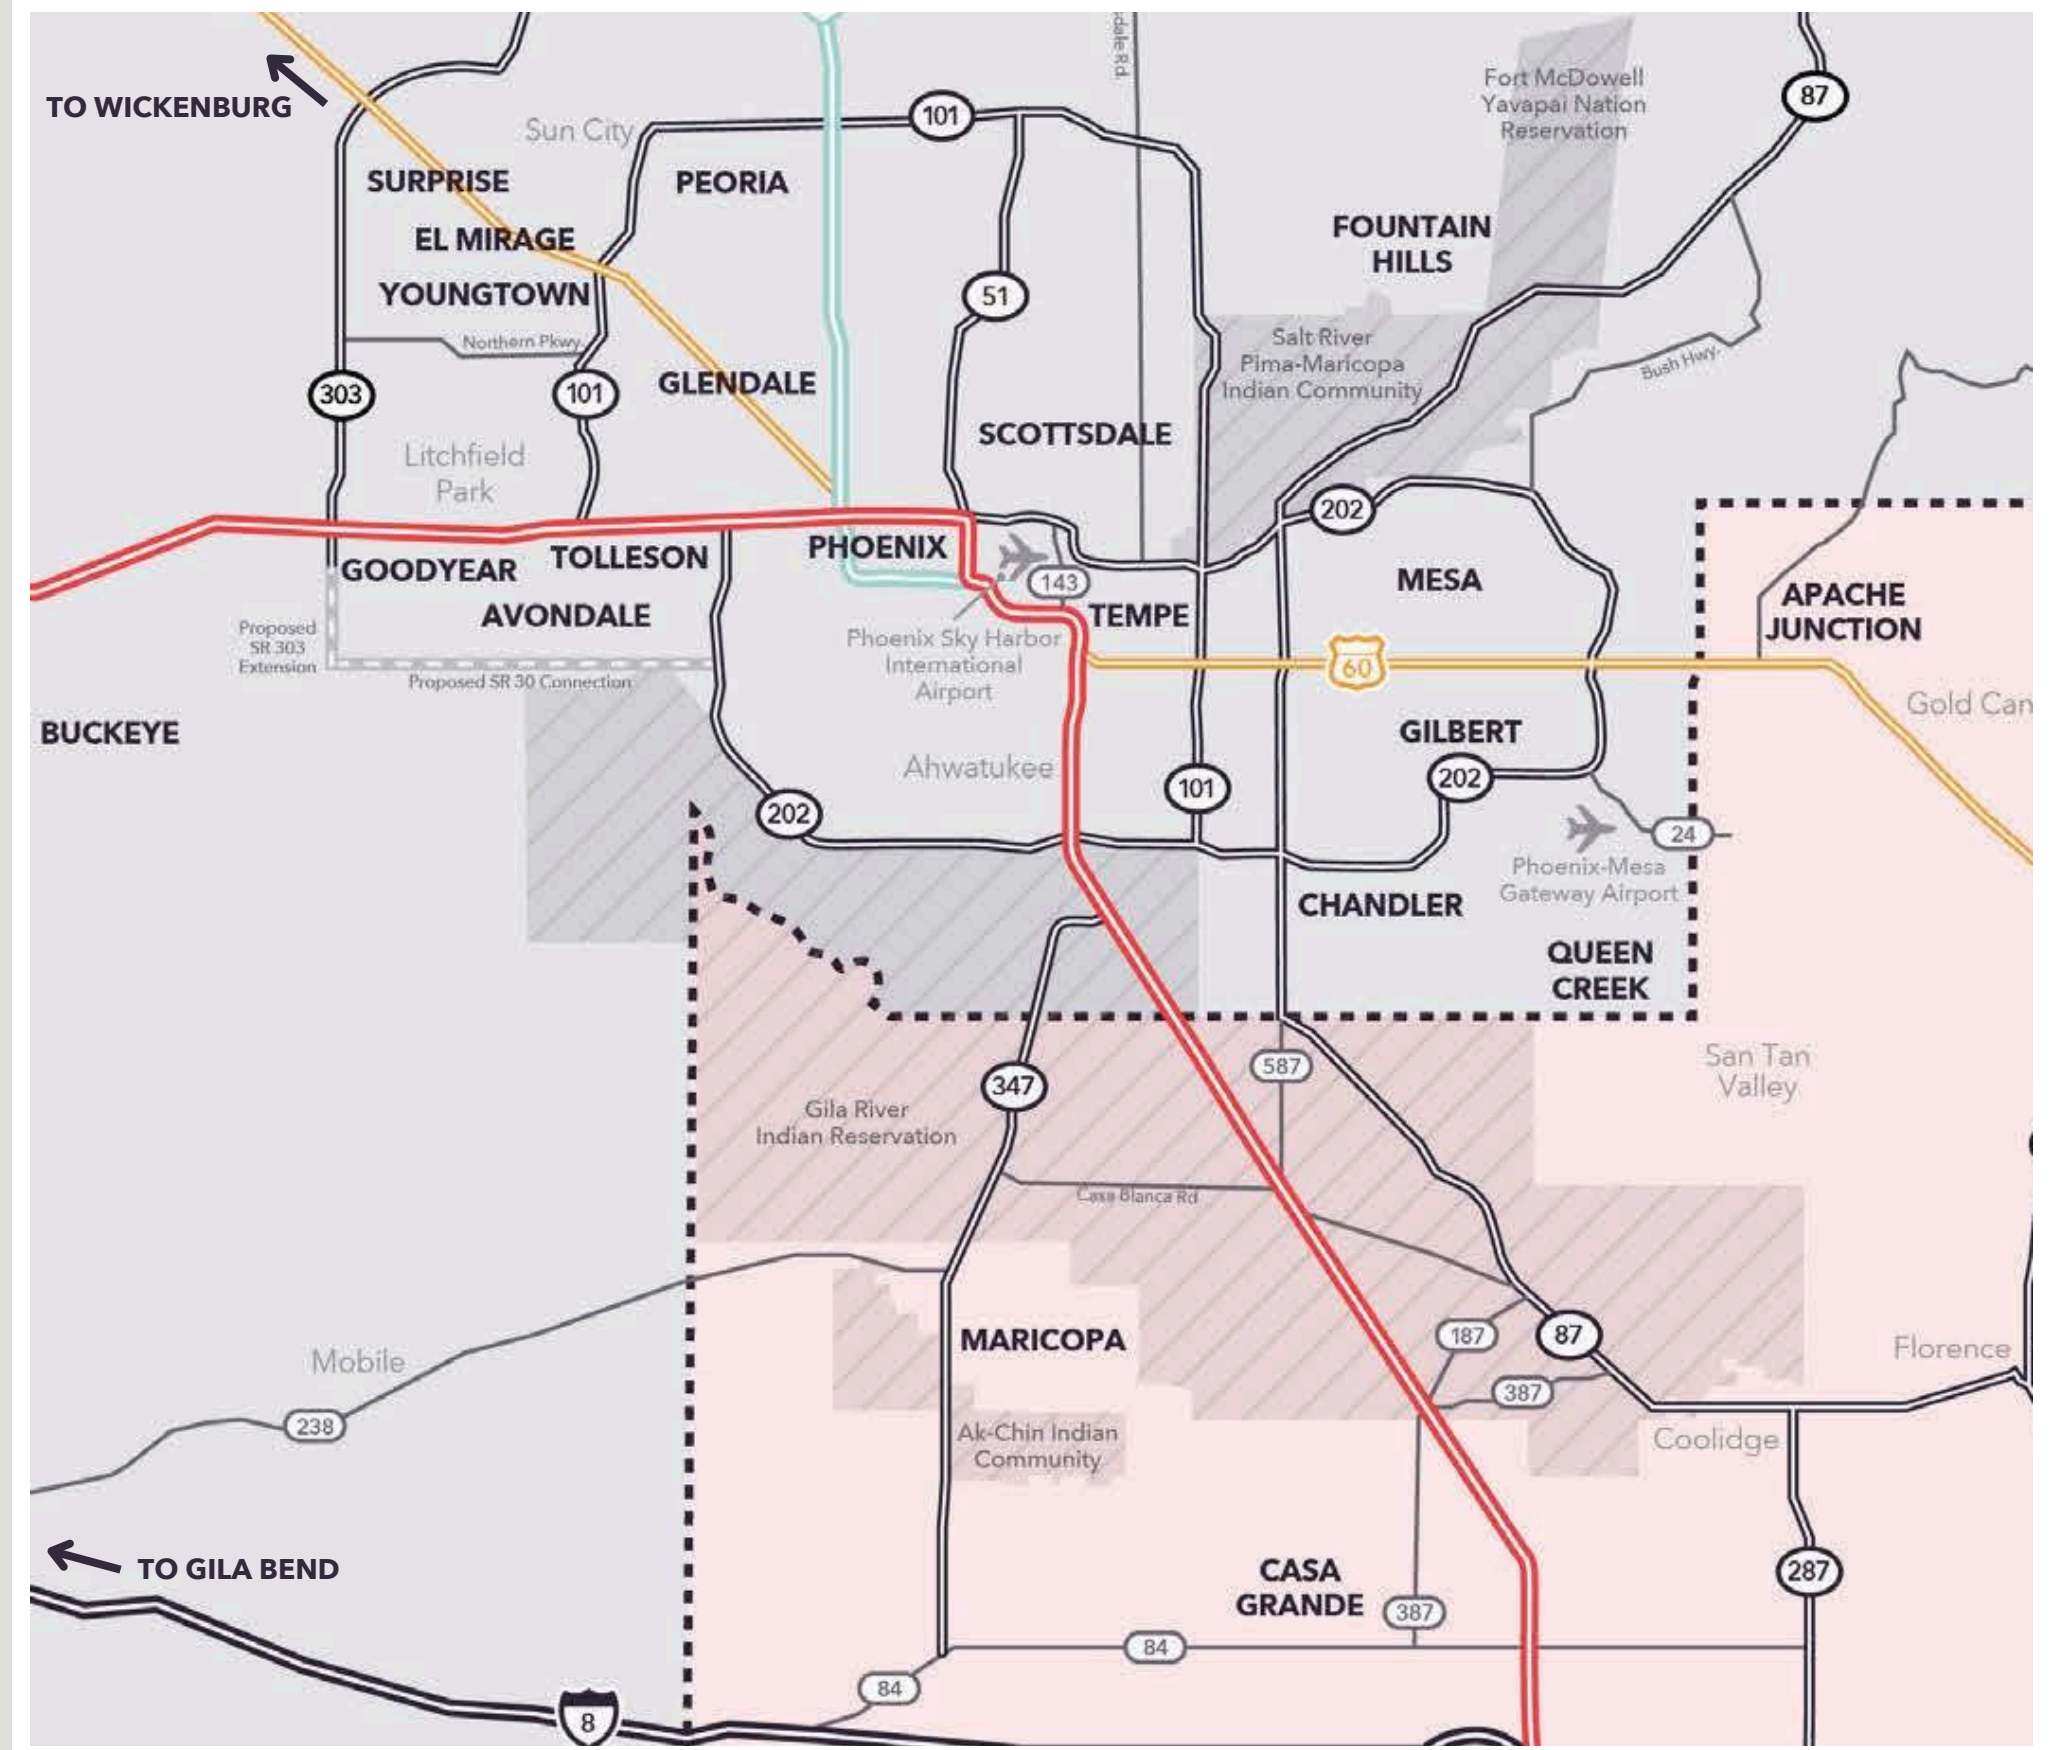 dale Rd.
TO WICKENBURG
Sun City
101
Fort McDowell
Yavapai Nation
Reservation
87
SURPRISE
PEORIA
EL MIRAGE
FOUNTAIN
HILLS
YOUNGTOWN
51
Northern Pkwy.
Salt River
Pima-Maricopa
Indian Community
Bush Hwy.
303
101
GLENDALE
SCOTTSDALE
Litchfield
Park
202
GOODYEAR
TOLLESON
PHOENIX
143
MESA
APACHE
JUNCTION
AVONDALE
TEMPE
Proposed
SR 303
Extension
Proposed SR 30 Connection
Phoenix Sky Harbor
International
Airport
60
Gold Can
BUCKEYE
GILBERT
Ahwatukee
101
202
202
24
Phoenix-Mesa
Gateway Airport
CHANDLER
QUEEN
CREEK
347
587
San Tan
Valley
Gila River
Indian Reservation
Casa Blanca Rd
MARICOPA
187
87
Florence
Mobile
387
238
Ak-Chin Indian
Community
Coolidge
TO GILA BEND
CASA
GRANDE
387
287
84
84
8